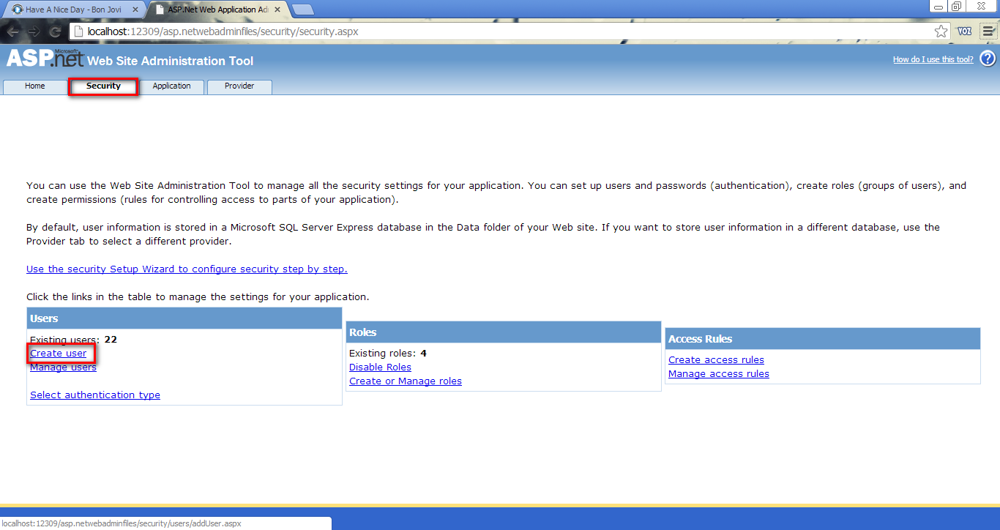 Have A Nice Day - Bon Jovi
ASP.Net Web Application Ad
localhost:12309/asp.netwebadminfiles/security/security.aspx
VOZ
Microsoft
ASP.net Web Site Administration Tool
How do I use this tool? ?
Home Security Application Provider
You can use the Web Site Administration Tool to manage all the security settings for your application. You can set up users and passwords (authentication), create roles (groups of users), and
create permissions (rules for controlling access to parts of your application).
By default, user information is stored in a Microsoft SQL Server Express database in the Data folder of your Web site. If you want to store user information in a different database, use the
Provider tab to select a different provider.
Use the security Setup Wizard to configure security step by step.
Click the links in the table to manage the settings for your application.
Users
Existing users: 22
Create user
Manage users
Select authentication type
Roles
Existing roles: 4
Disable Roles
Create or Manage roles
Access Rules
Create access rules
Manage access rules
localhost:12309/asp.netwebadminfiles/security/users/addUser.aspx